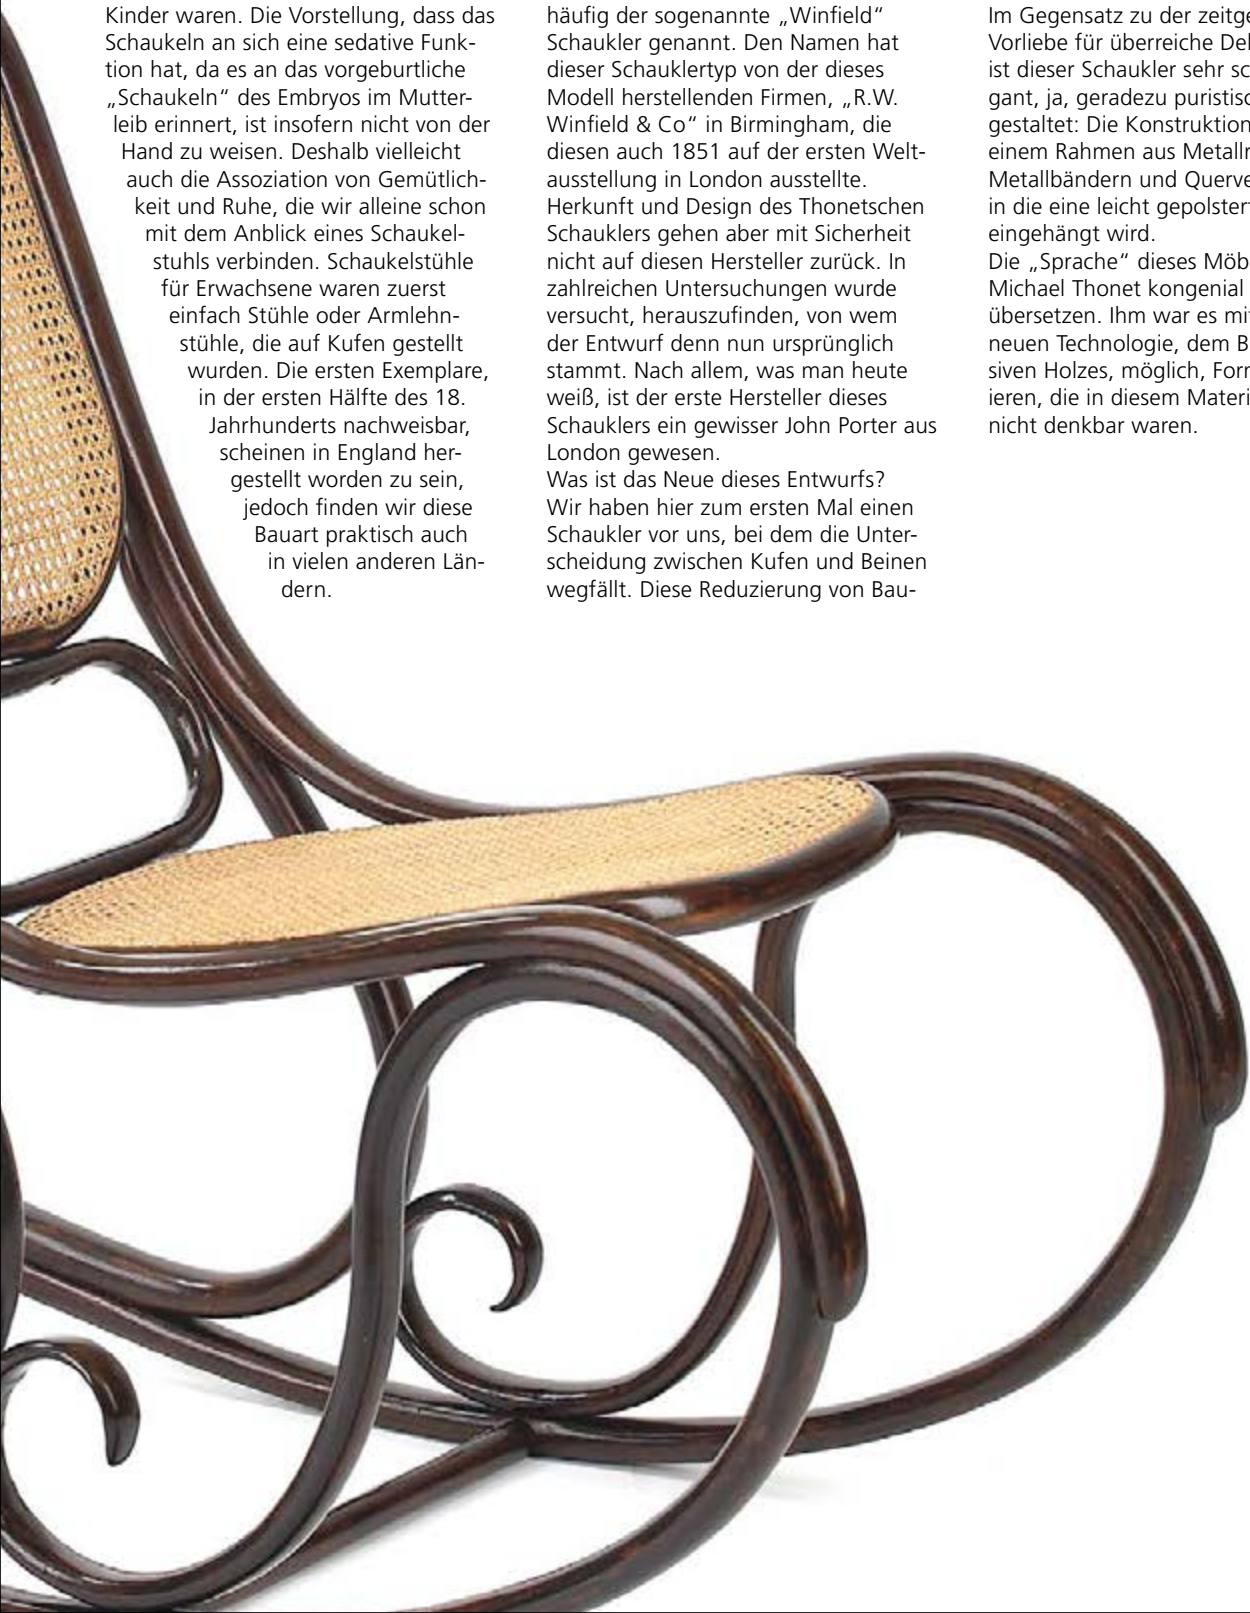 Kinder waren. Die Vorstellung, dass das
Schaukeln an sich eine sedative Funk-
tion hat, da es an das vorgeburtliche
„Schaukeln“ des Embryos im Mutter-
leib erinnert, ist insofern nicht von der
Hand zu weisen. Deshalb vielleicht
auch die Assoziation von Gemütlich-
keit und Ruhe, die wir alleine schon
mit dem Anblick eines Schaukel-
stuhls verbinden. Schaukelstühle
für Erwachsene waren zuerst
einfach Stühle oder Armlehn-
stühle, die auf Kufen gestellt
wurden. Die ersten Exemplare,
in der ersten Hälfte des 18.
Jahrhunderts nachweisbar,
scheinen in England her-
gestellt worden zu sein,
jedoch finden wir diese
Bauart praktisch auch
in vielen anderen Län-
dern.
häufig der sogenannte „Winfield“
Schaukler genannt. Den Namen hat
dieser Schauklertyp von der dieses
Modell herstellenden Firmen, „R.W.
Winfield & Co“ in Birmingham, die
diesen auch 1851 auf der ersten Welt-
ausstellung in London ausstellte.
Herkunft und Design des Thonetschen
Schauklers gehen aber mit Sicherheit
nicht auf diesen Hersteller zurück. In
zahlreichen Untersuchungen wurde
versucht, herauszufinden, von wem
der Entwurf denn nun ursprünglich
stammt. Nach allem, was man heute
weiß, ist der erste Hersteller dieses
Schauklers ein gewisser John Porter aus
London gewesen.
Was ist das Neue dieses Entwurfs?
Wir haben hier zum ersten Mal einen
Schaukler vor uns, bei dem die Unter-
scheidung zwischen Kufen und Beinen
wegfällt. Diese Reduzierung von Bau-
Im Gegensatz zu der
Vorliebe für überreiche
ist dieser Schaukler sehr
gant, ja, geradezu puristisc
gestaltet: Die Konstruktion
einem Rahmen aus
Metallbändern und
in die eine leicht
eingehängt wird.
Die „Sprache“ dieses
Michael Thonet kongenial
übersetzen. Ihm war es
neuen Technologie, dem
siven Holzes, möglich,
ieren, die in diesem
nicht denkbar waren.